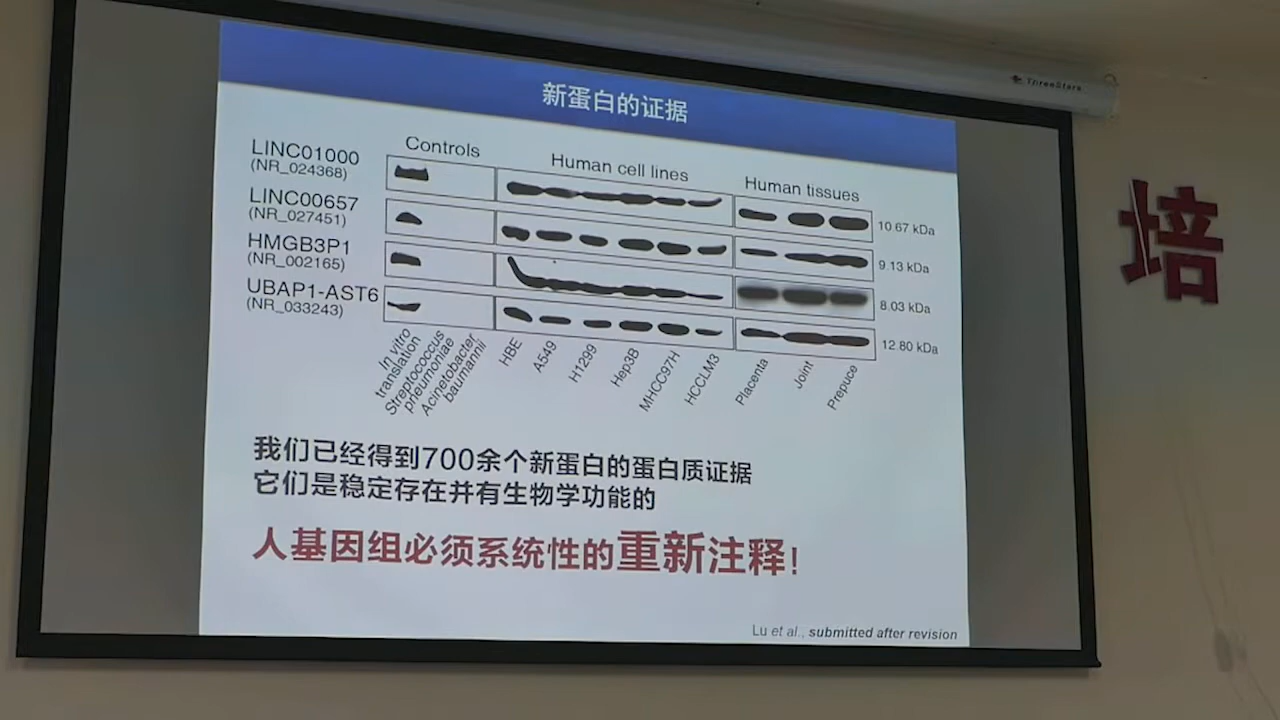 ThreeStars
新蛋白的证据
Controls
Human cell lines
Human tissues
LINC01000
(NR_024368)
10.67 kDa
LINC00657
(NR_027451)
9.13 kDa
HMGB3P1
(NR_002165)
8.03 kDa
UBAP1-AST6
(NR_033243)
12.80 kDa
In vitro
translation
Streptococcus
pneumoniae
Acinetobacter
baumannii
HBE
A549
H1299
Hep3B
MHCC97H
HCCLM3
Placenta
Joint
Prepuce
我们已经得到700余个新蛋白的蛋白质证据
它们是稳定存在并有生物学功能的
人基因组必须系统性的重新注释!
Lu et al., submitted after revision
培